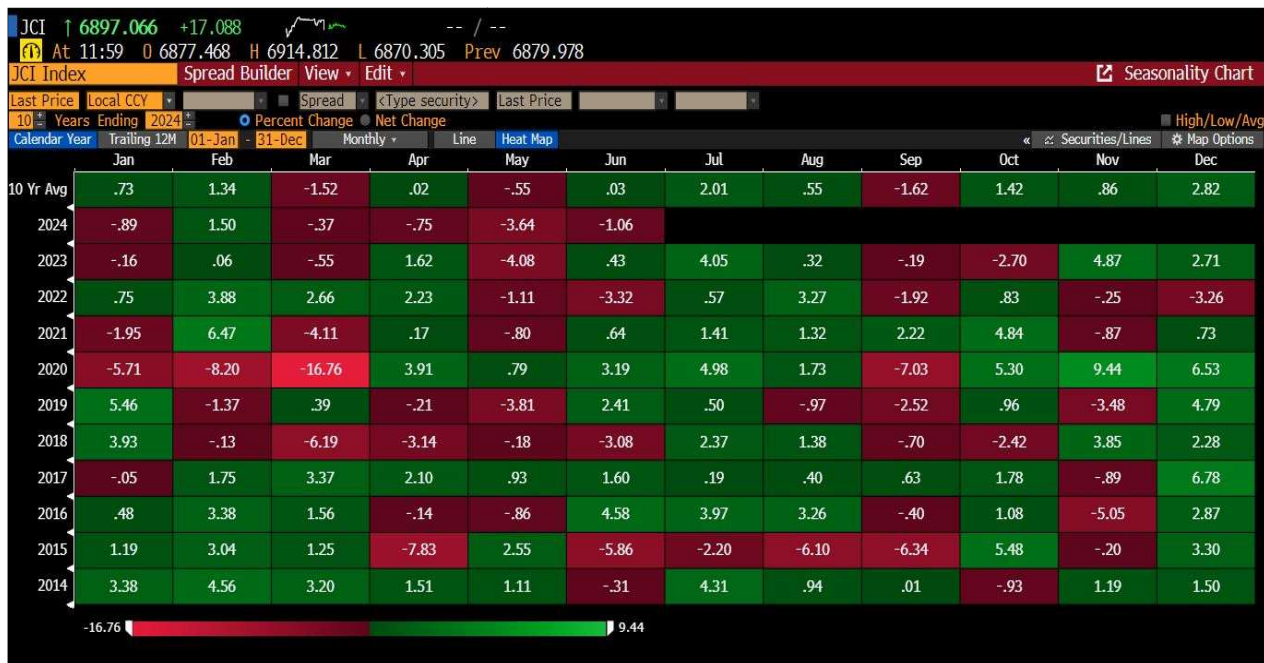 JCI ↑ 6897.066 +17.088 -- / --
At 11:59 O 6877.468 H 6914.812 L 6870.305 Prev 6879.978
JCI Index Spread Builder View Edit Seasonality Chart
Last Price Local CCY Spread <Type security> Last Price
10 Years Ending 2024 Percent Change Net Change High/Low/Avg
Calendar Year Trailing 12M 01-Jan - 31-Dec Monthly Line Heat Map « Securities/Lines Map Options
Jan Feb Mar Apr May Jun Jul Aug Sep Oct Nov Dec
10 Yr Avg .73 1.34 -1.52 .02 -.55 .03 2.01 .55 -1.62 1.42 .86 2.82
2024 -.89 1.50 -.37 -.75 -3.64 -1.06
2023 -.16 .06 -.55 1.62 -4.08 .43 4.05 .32 -.19 -2.70 4.87 2.71
2022 .75 3.88 2.66 2.23 -1.11 -3.32 .57 3.27 -1.92 .83 -.25 -3.26
2021 -1.95 6.47 -4.11 .17 -.80 .64 1.41 1.32 2.22 4.84 -.87 .73
2020 -5.71 -8.20 -16.76 3.91 .79 3.19 4.98 1.73 -7.03 5.30 9.44 6.53
2019 5.46 -1.37 .39 -.21 -3.81 2.41 .50 -.97 -2.52 .96 -3.48 4.79
2018 3.93 -.13 -6.19 -3.14 -.18 -3.08 2.37 1.38 -.70 -2.42 3.85 2.28
2017 -.05 1.75 3.37 2.10 .93 1.60 .19 .40 .63 1.78 -.89 6.78
2016 .48 3.38 1.56 -.14 -.86 4.58 3.97 3.26 -.40 1.08 -5.05 2.87
2015 1.19 3.04 1.25 -7.83 2.55 -5.86 -2.20 -6.10 -6.34 5.48 -.20 3.30
2014 3.38 4.56 3.20 1.51 1.11 -.31 4.31 .94 .01 -.93 1.19 1.50
-16.76 9.44